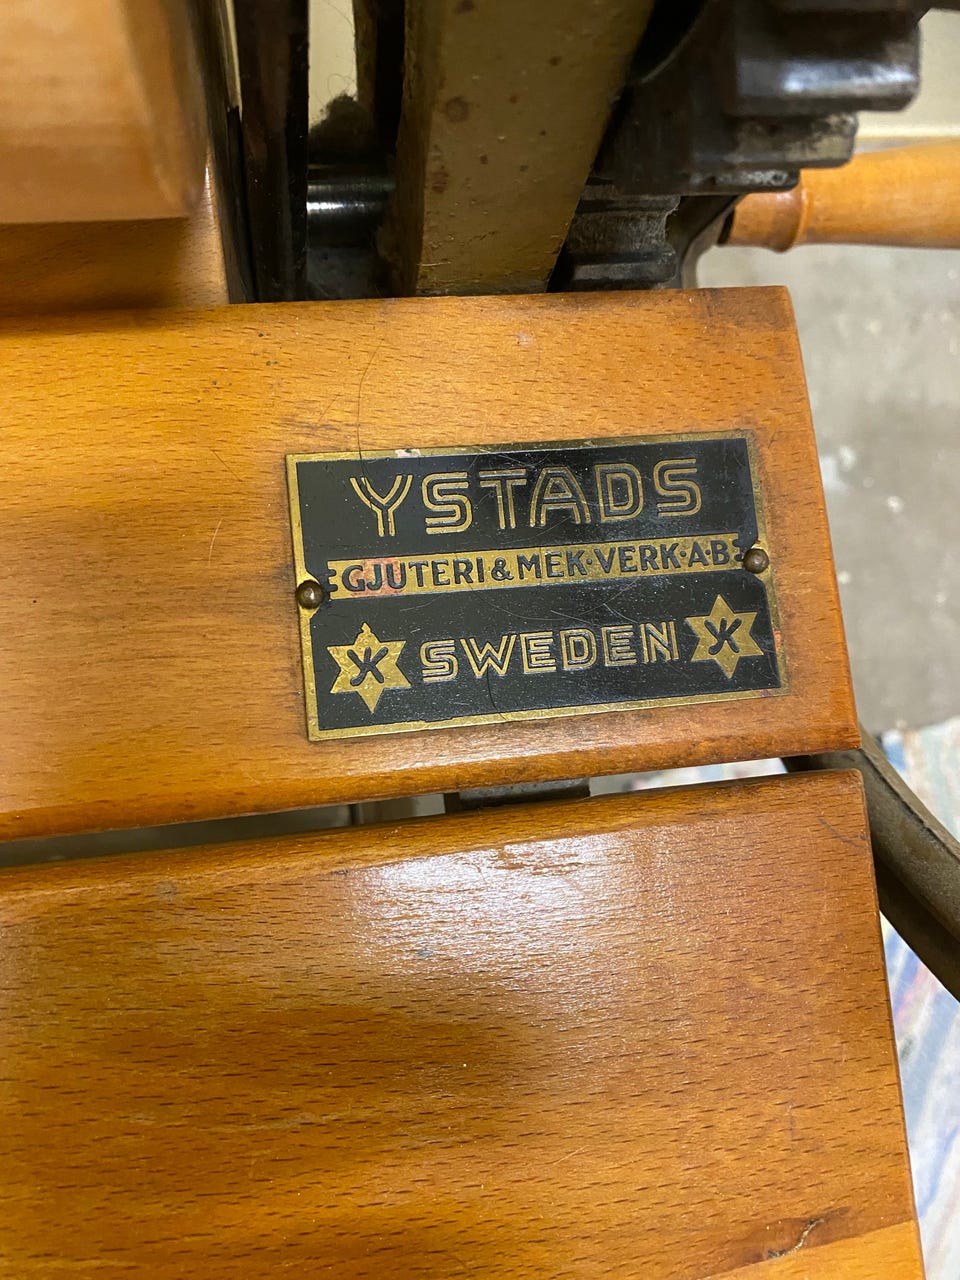 YSTADS
GJUTERI & MEK·VERK·A·B
SWEDEN